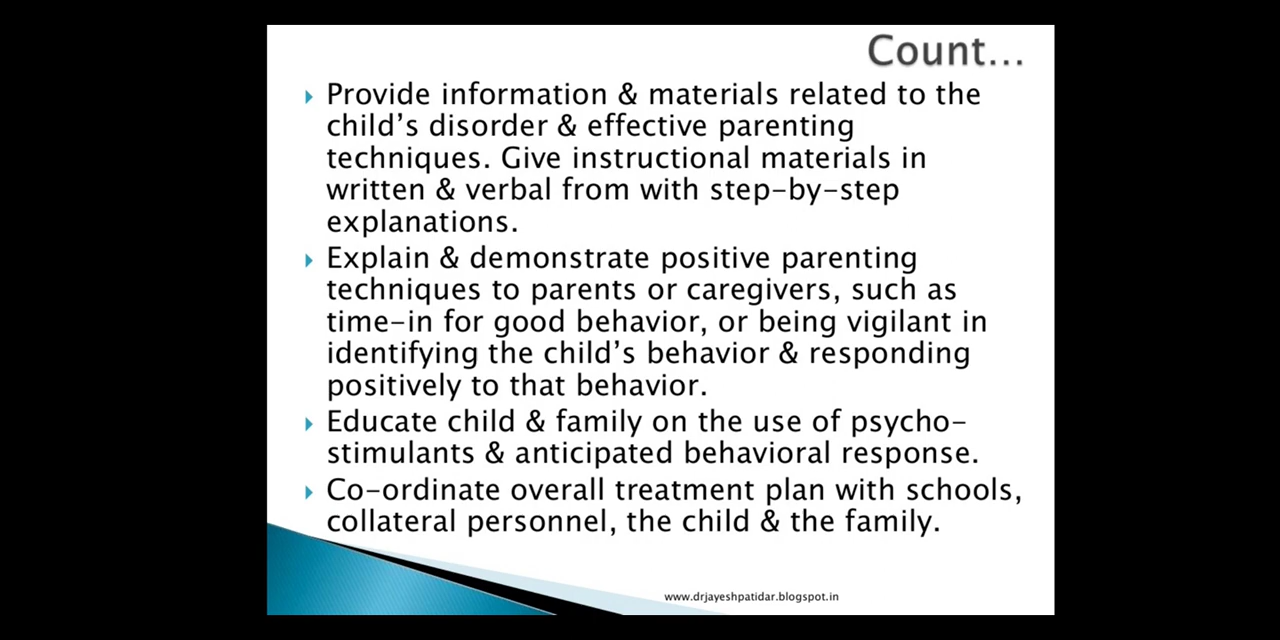 Count...
Provide information & materials related to the
child's disorder & effective parenting
techniques. Give instructional materials in
written & verbal from with step-by-step
explanations.
Explain & demonstrate positive parenting
techniques to parents or caregivers, such as
time-in for good behavior, or being vigilant in
identifying the child's behavior & responding
positively to that behavior.
Educate child & family on the use of psycho-
stimulants & anticipated behavioral response.
Co-ordinate overall treatment plan with schools,
collateral personnel, the child & the family.
www.drjayeshpatidar.blogspot.in